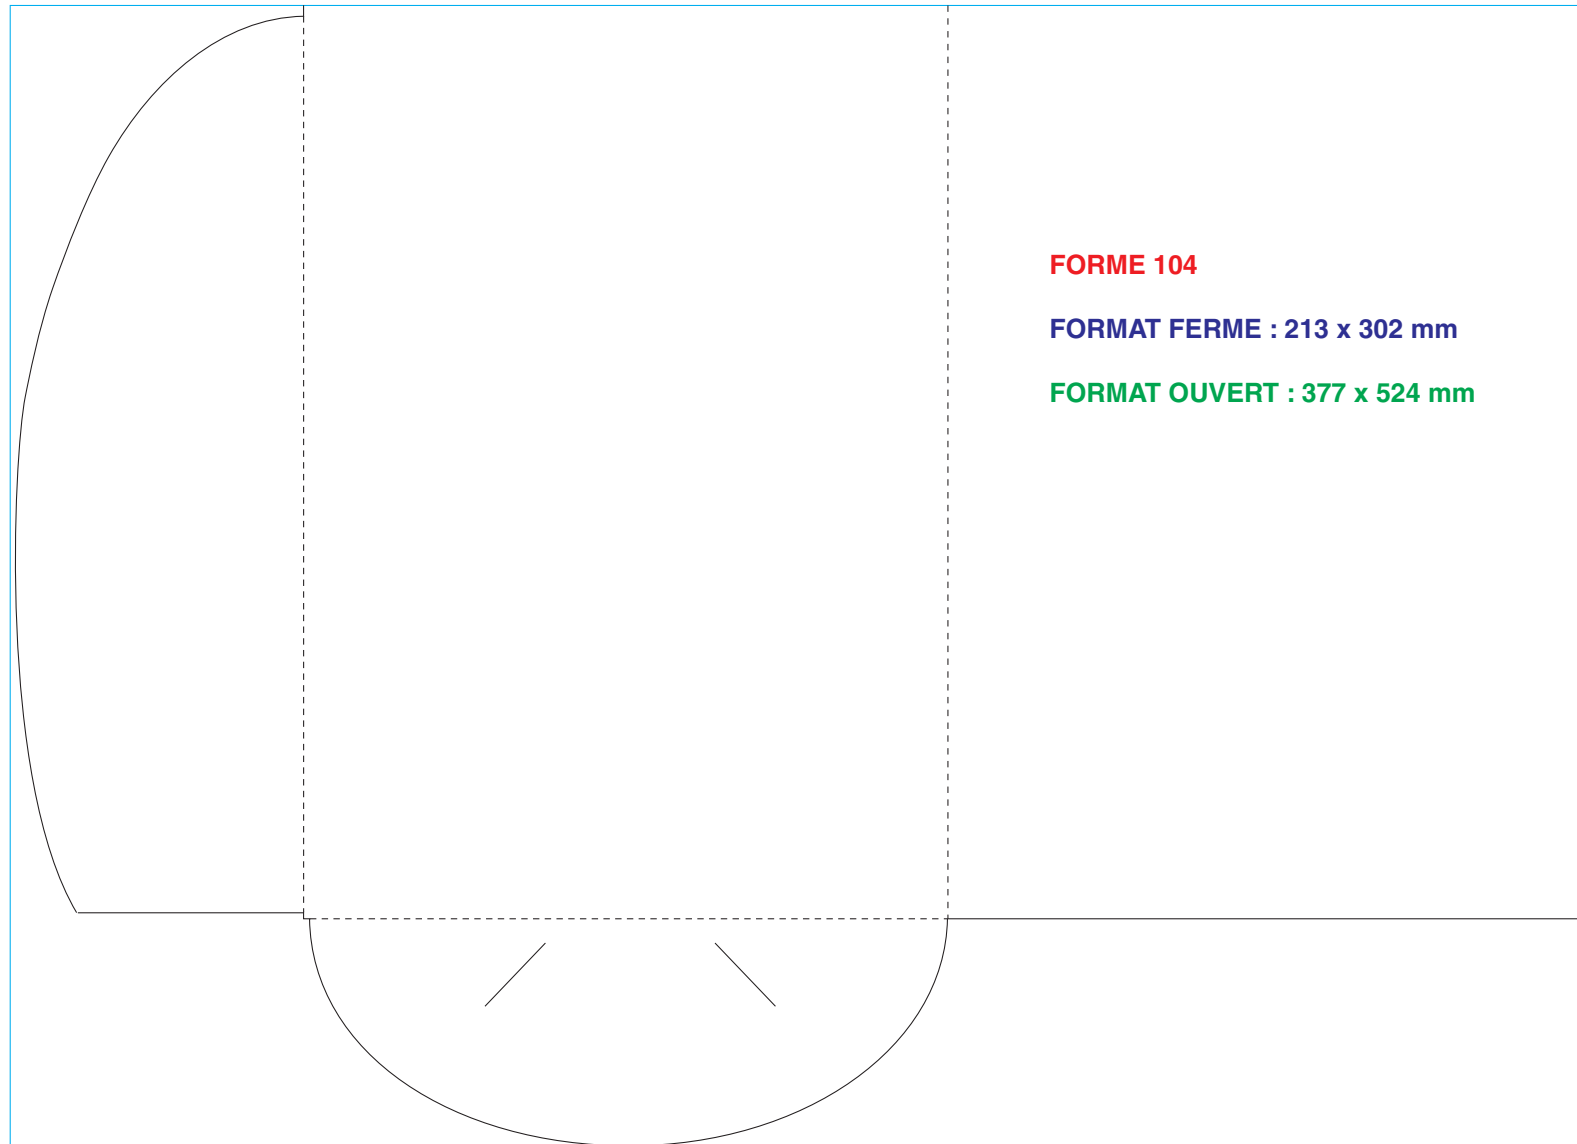 FORME 104
FORMAT FERME : 213 x 302 mm
FORMAT OUVERT : 377 x 524 mm